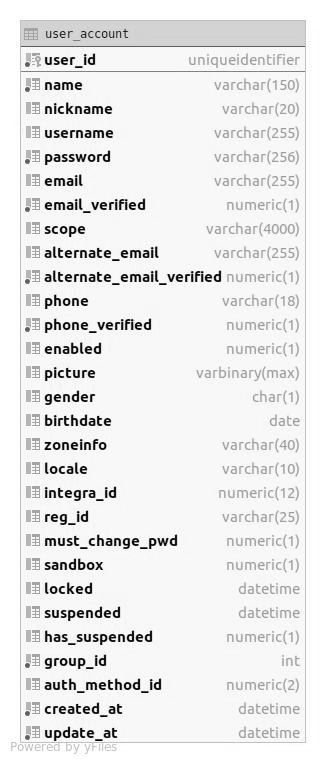 user_account
user_id uniqueidentifier
name varchar(150)
nickname varchar(20)
username varchar(255)
password varchar(256)
email varchar(255)
email_verified numeric(1)
scope varchar(4000)
alternate_email varchar(255)
alternate_email_verified numeric(1)
phone varchar(18)
phone_verified numeric(1)
enabled numeric(1)
picture varbinary(max)
gender char(1)
birthdate date
zoneinfo varchar(40)
locale varchar(10)
integra_id numeric(12)
reg_id varchar(25)
must_change_pwd numeric(1)
sandbox numeric(1)
locked datetime
suspended datetime
has_suspended numeric(1)
group_id int
auth_method_id numeric(2)
created_at datetime
update_at datetime
Powered by yFiles